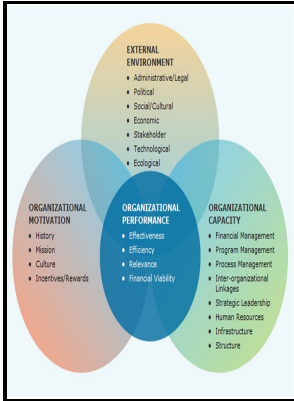 EXTERNAL
ENVIRONMENT
• Administrative/Legal
• Political
• Social/Cultural
• Economic
• Stakeholder
• Technological
• Ecological
ORGANIZATIONAL
MOTIVATION
• History
• Mission
• Culture
• Incentives/Rewards
ORGANIZATIONAL
PERFORMANCE
• Effectiveness
• Efficiency
• Relevance
• Financial Viability
ORGANIZATIONAL
CAPACITY
• Financial Management
• Program Management
• Process Management
• Inter-organizational
Linkages
• Strategic Leadership
• Human Resources
• Infrastructure
• Structure